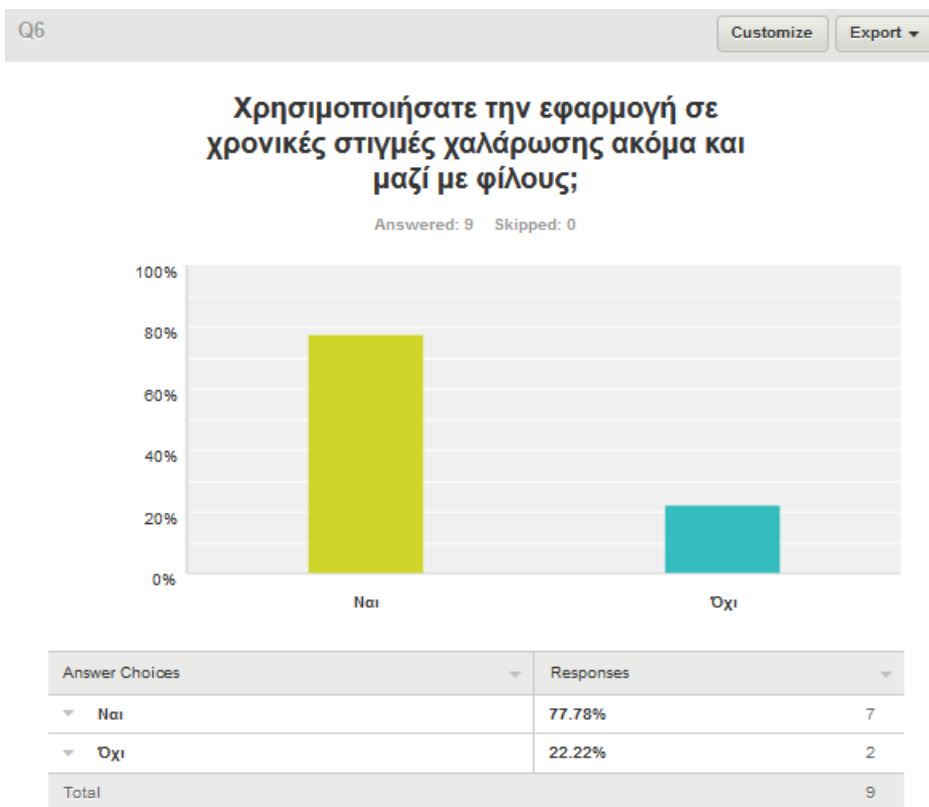 Q6
Customize
Export
Χρησιμοποιήσατε την εφαρμογή σε
χρονικές στιγμές χαλάρωσης ακόμα και
μαζί με φίλους;
Answered: 9 Skipped: 0
100%
80%
60%
40%
20%
0%
Ναι
Όχι
Answer Choices Responses
Ναι 77.78% 7
Όχι 22.22% 2
Total 9